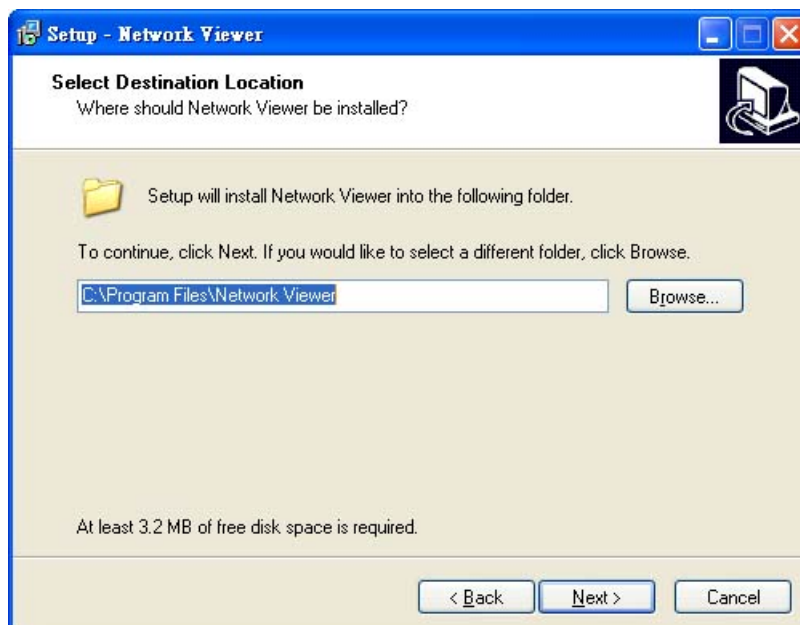 Setup - Network Viewer
Select Destination Location
Where should Network Viewer be installed?
Setup will install Network Viewer into the following folder.
To continue, click Next. If you would like to select a different folder, click Browse.
C:\Program Files\Network Viewer
Browse...
At least 3.2 MB of free disk space is required.
< Back
Next >
Cancel